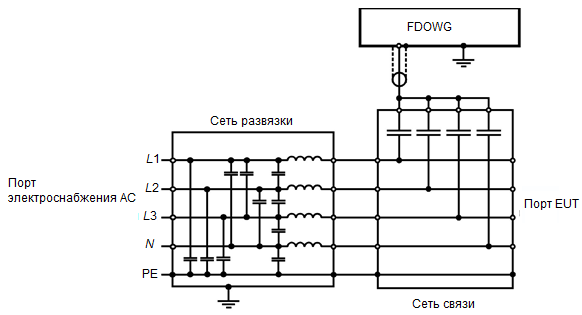 FDOWG
Сеть развязки
L1
Порт
электроснабжения AC
L2
L3
Порт EUT
N
PE
Сеть связи